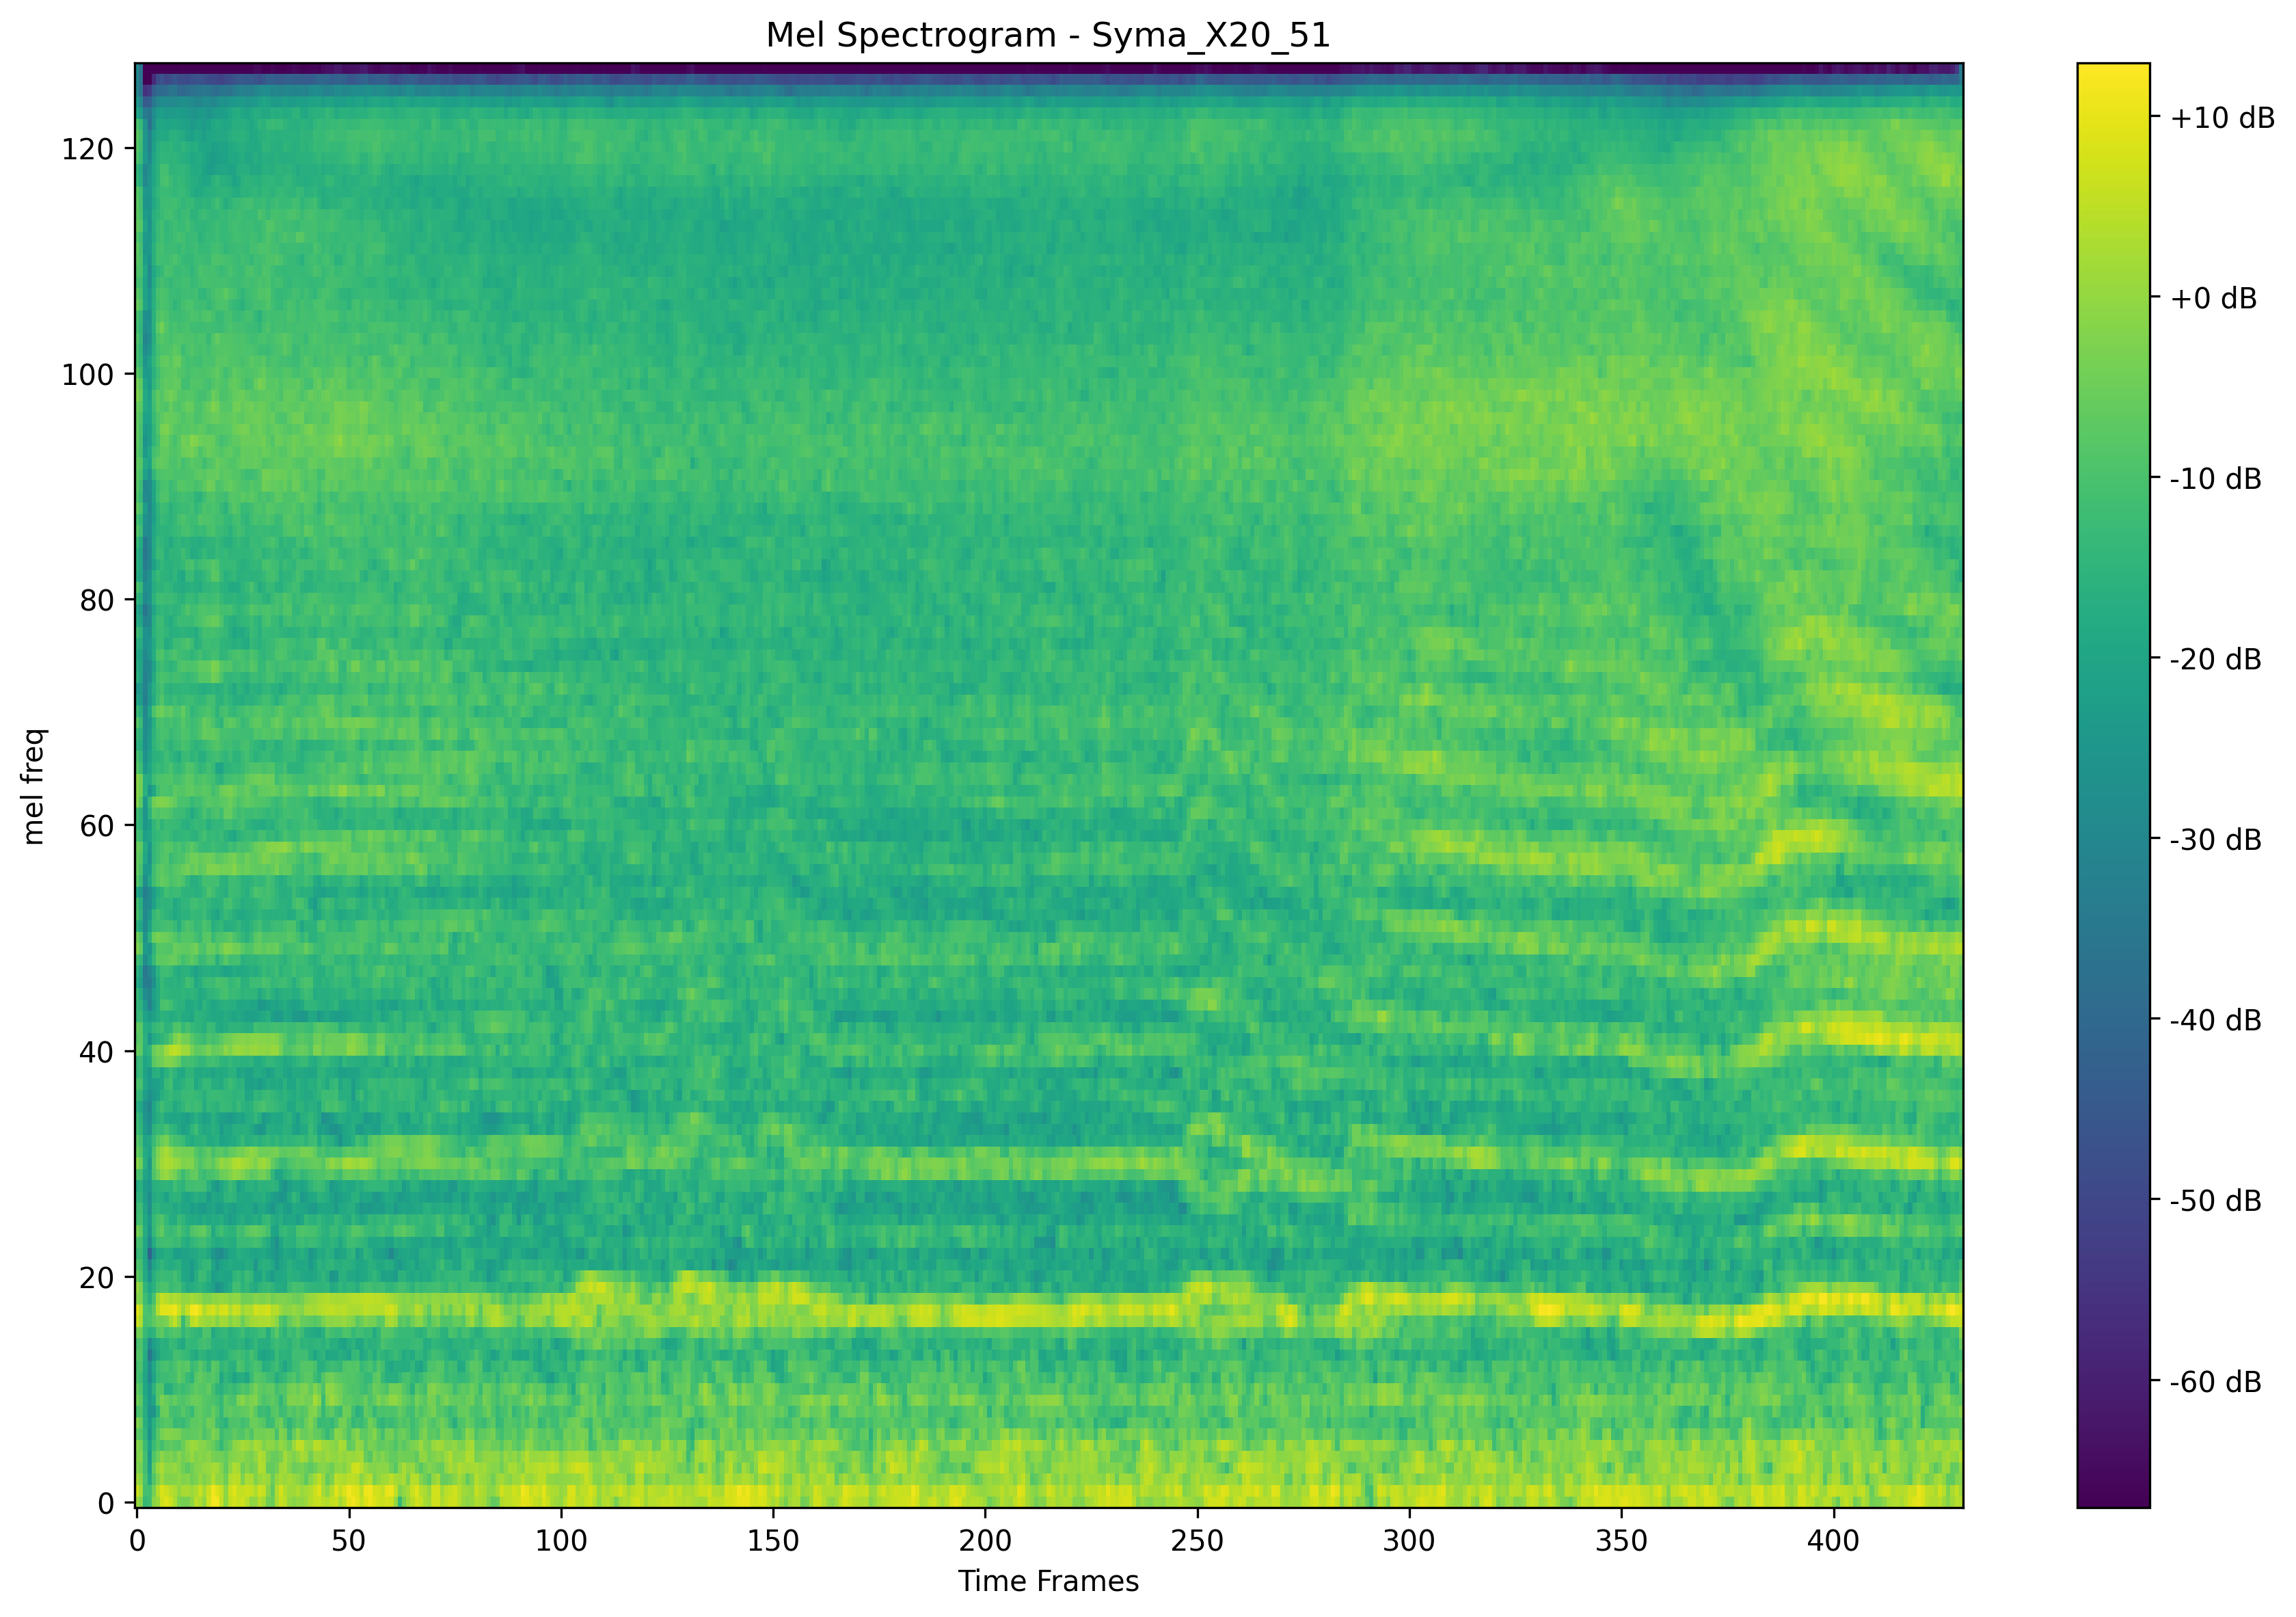 Mel Spectrogram - Syma_X20_51
mel freq
120
100
80
60
40
20
0
0 50 100 150 200 250 300 350 400
Time Frames
+10 dB
+0 dB
-10 dB
-20 dB
-30 dB
-40 dB
-50 dB
-60 dB